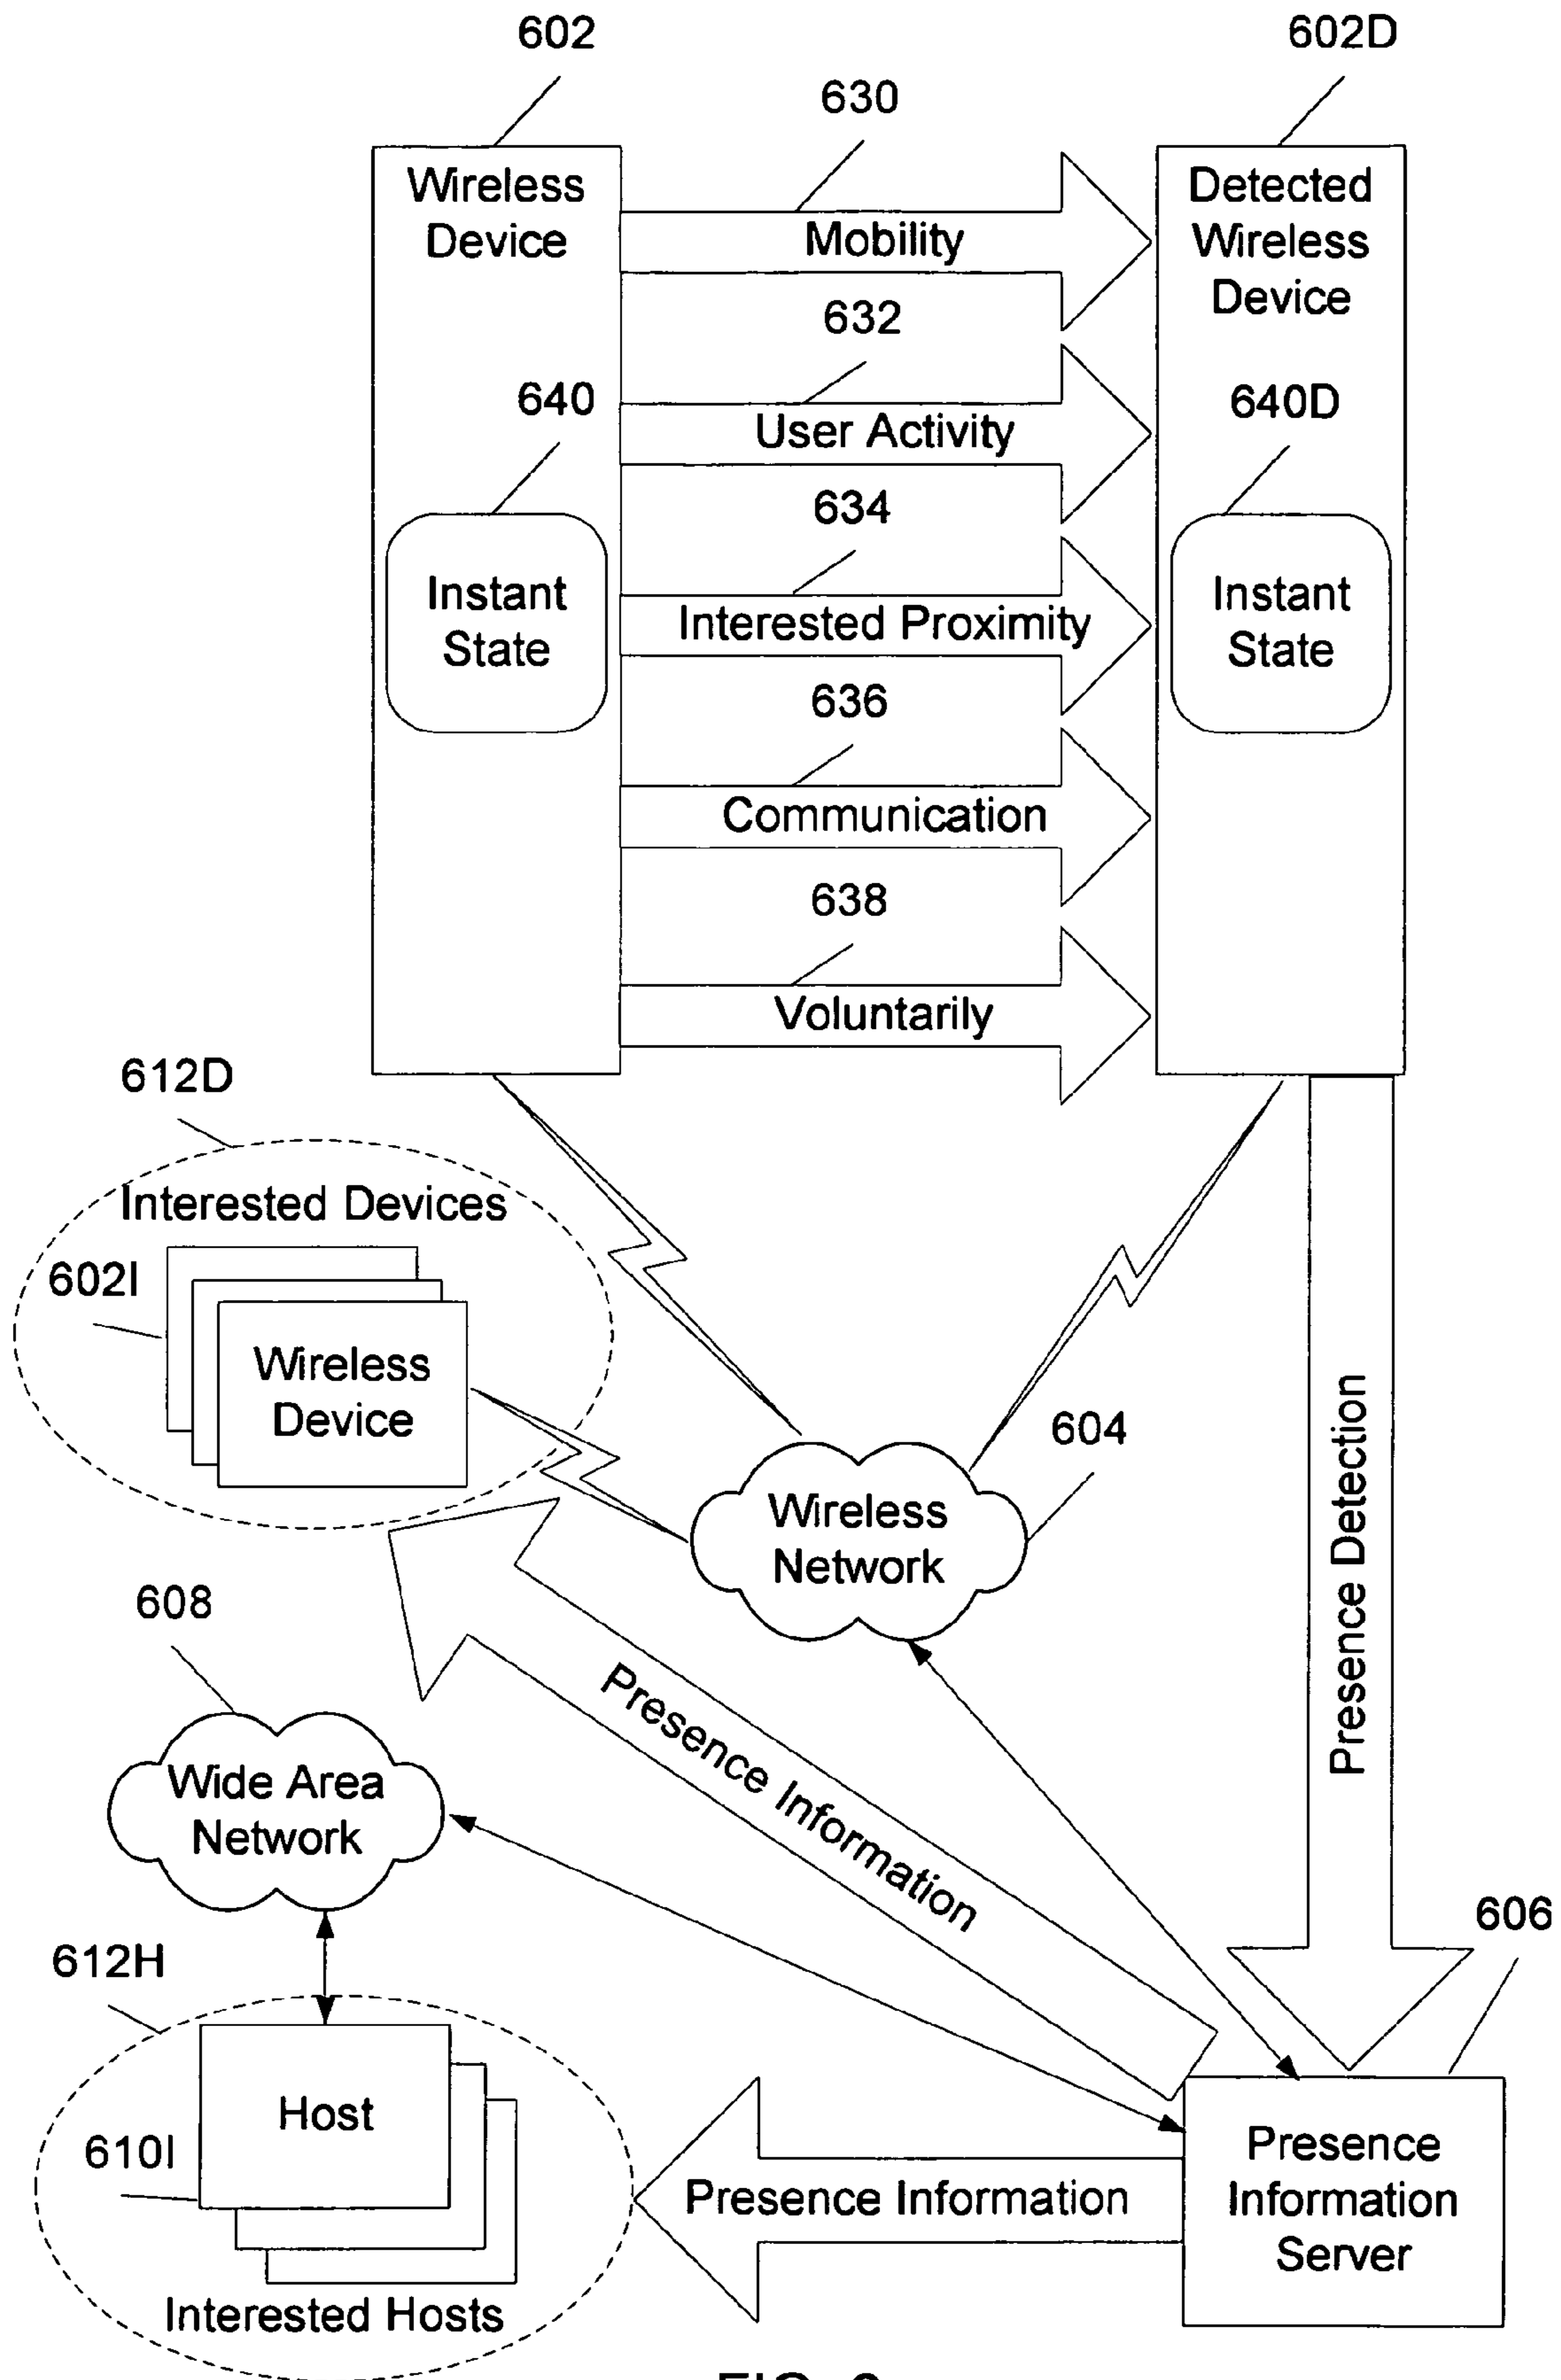 602
602D
630
Wireless
Device
Mobility
Detected
Wireless
Device
632
640
User Activity
640D
634
Instant
State
Interested Proximity
Instant
State
636
Communication
638
Voluntarily
612D
Interested Devices
602I
Wireless
Device
604
Wireless
Network
Presence Detection
608
Presence Information
Wide Area
Network
606
612H
Host
610I
Presence Information
Presence
Information
Server
Interested Hosts